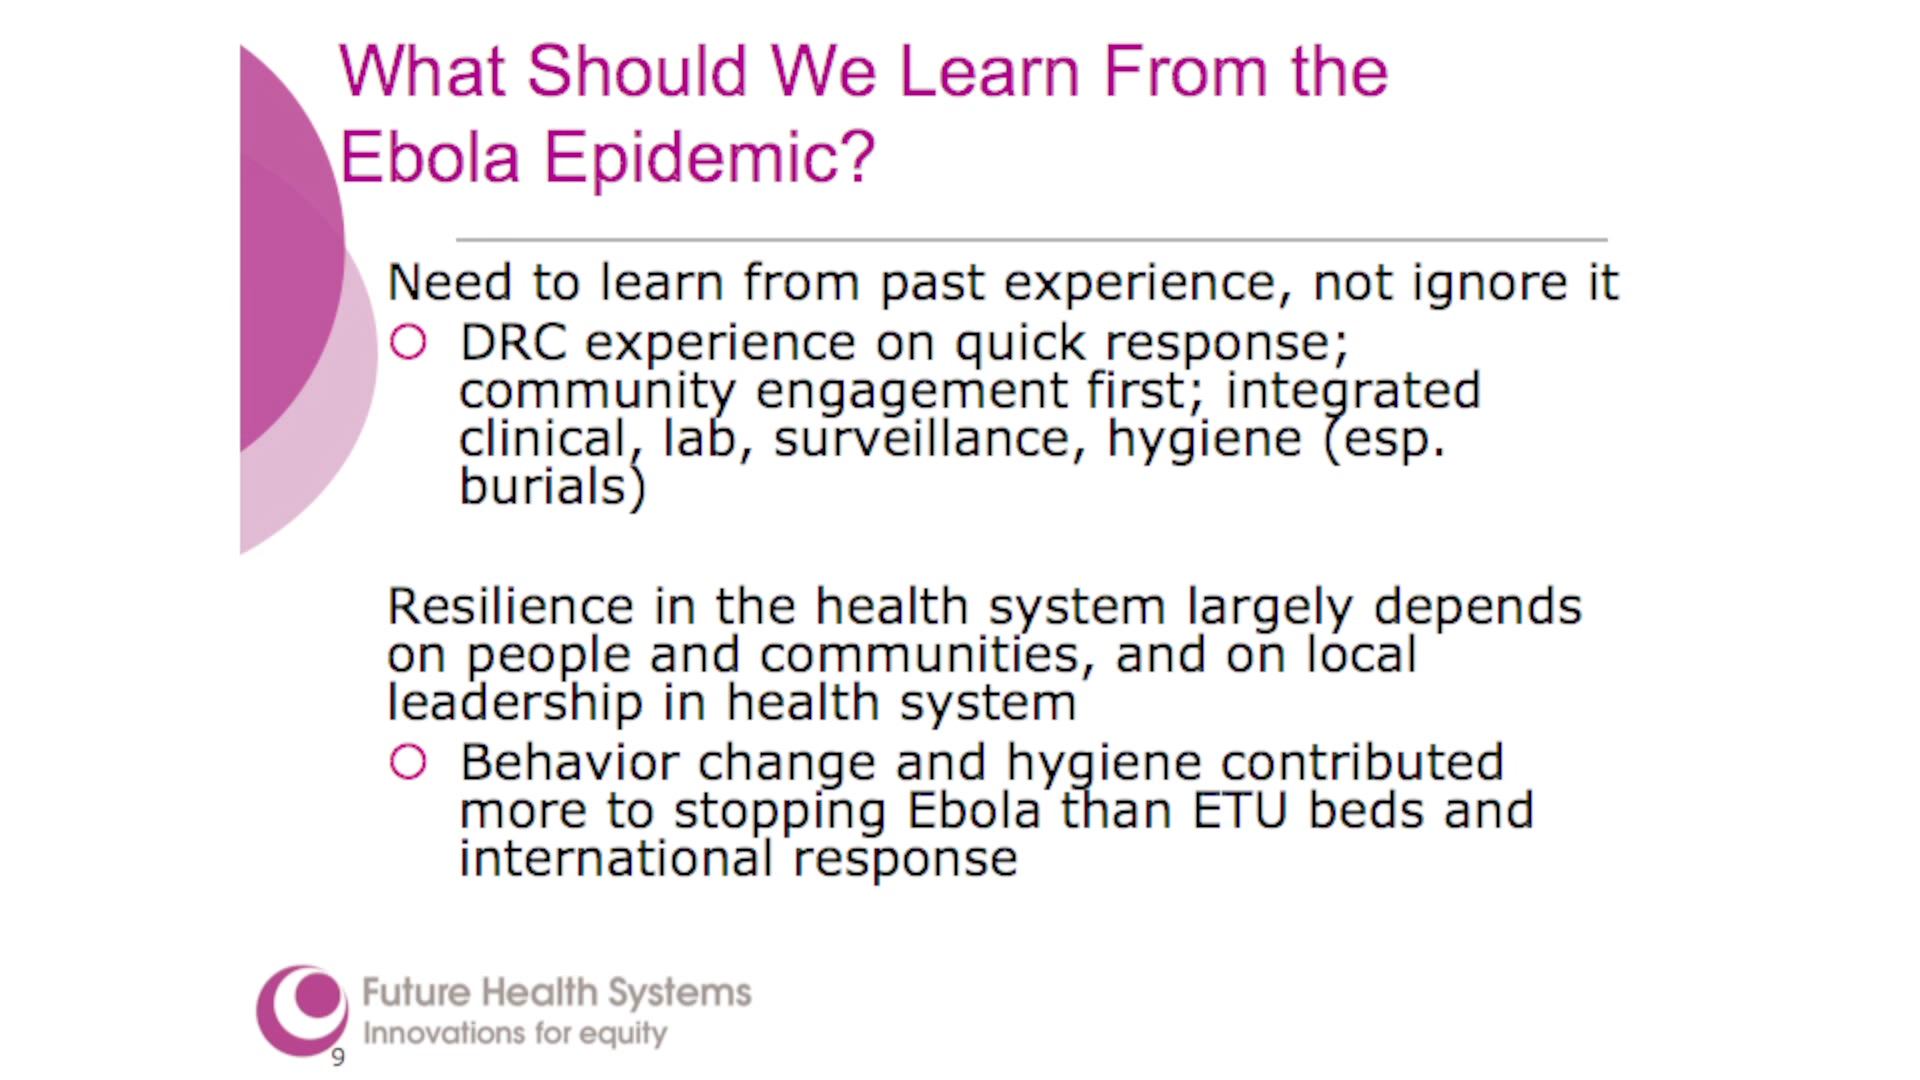 What Should We Learn From the
Ebola Epidemic?
Need to learn from past experience, not ignore it
DRC experience on quick response;
community engagement first; integrated
clinical, lab, surveillance, hygiene (esp.
burials)
Resilience in the health system largely depends
on people and communities, and on local
leadership in health system
Behavior change and hygiene contributed
more to stopping Ebola than ETU beds and
international response
Future Health Systems
Innovations for equity
9